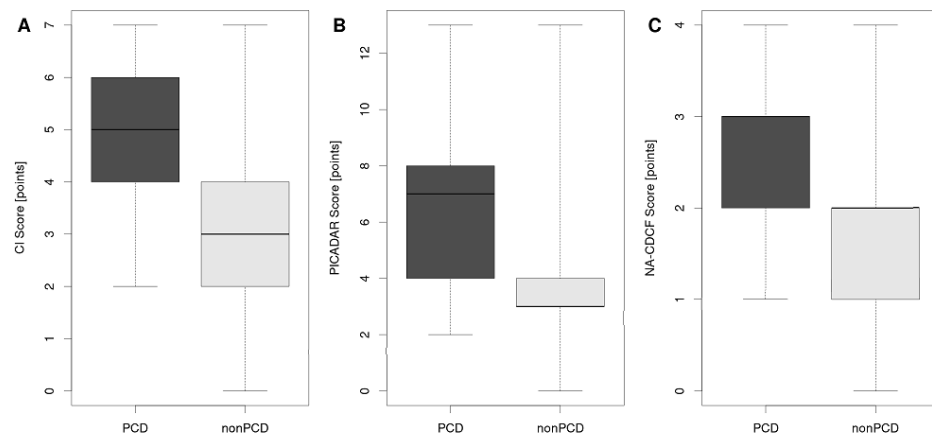 A
CI Score [points]
7
6
5
4
3
2
1
0
PCD
nonPCD
B
PICADAR Score [points]
12
10
8
6
4
2
0
PCD
nonPCD
C
NA-CDCF Score [points]
4
3
2
1
0
PCD
nonPCD